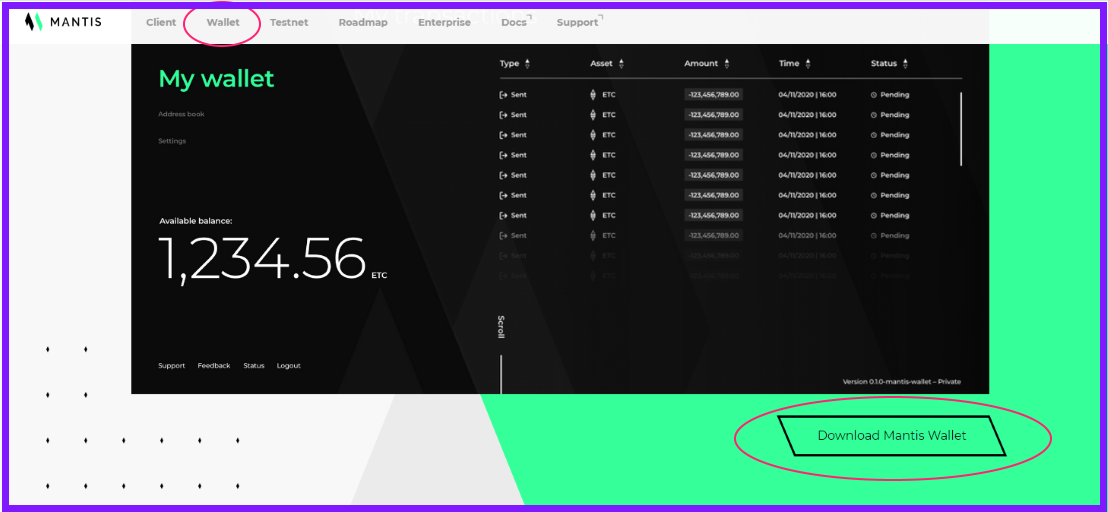 MANTIS Client Wallet Testnet Roadmap Enterprise Docs Support
My wallet
Address book
Settings
Available balance:
1,234.56 ETC
Support Feedback Status Logout
Type Asset Amount Time Status
Sent ETC -123,456,789.00 04/11/2020 | 16:00 Pending
Sent ETC -123,456,789.00 04/11/2020 | 16:00 Pending
Sent ETC -123,456,789.00 04/11/2020 | 16:00 Pending
Sent ETC -123,456,789.00 04/11/2020 | 16:00 Pending
Sent ETC -123,456,789.00 04/11/2020 | 16:00 Pending
Sent ETC -123,456,789.00 04/11/2020 | 16:00 Pending
Sent ETC -123,456,789.00 04/11/2020 | 16:00 Pending
Sent ETC -123,456,789.00 04/11/2020 | 16:00 Pending
Sent ETC -123,456,789.00 04/11/2020 | 16:00 Pending
Scroll
Version 0.1.0-mantis-wallet – Private
Download Mantis Wallet